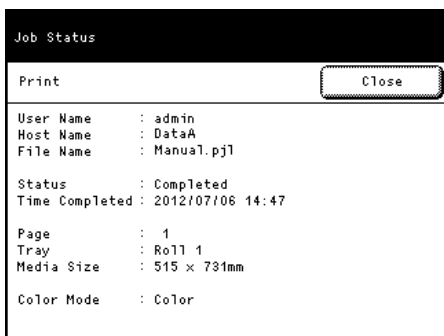 Job Status
Print
Close
User Name : admin
Host Name : DataA
File Name : Manual.pjl
Status : Completed
Time Completed : 2012/07/06 14:47
Page : 1
Tray : Roll 1
Media Size : 515 × 731mm
Color Mode : Color